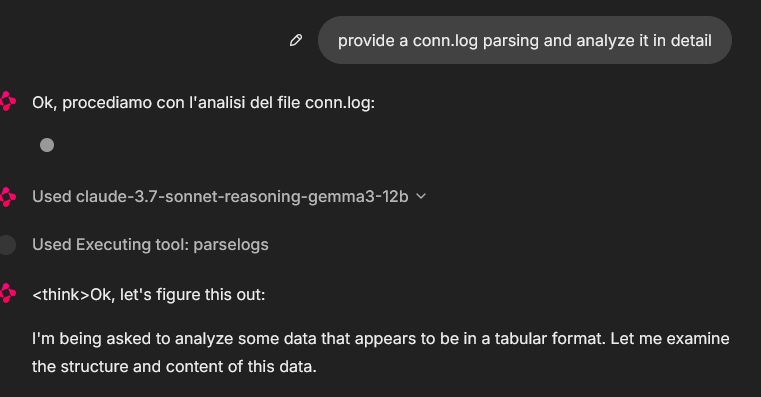 provide a conn.log parsing and analyze it in detail
Ok, procediamo con l'analisi del file conn.log:
Used claude-3.7-sonnet-reasoning-gemma3-12b
Used Executing tool: parselogs
<think>Ok, let's figure this out:
I'm being asked to analyze some data that appears to be in a tabular format. Let me examine
the structure and content of this data.